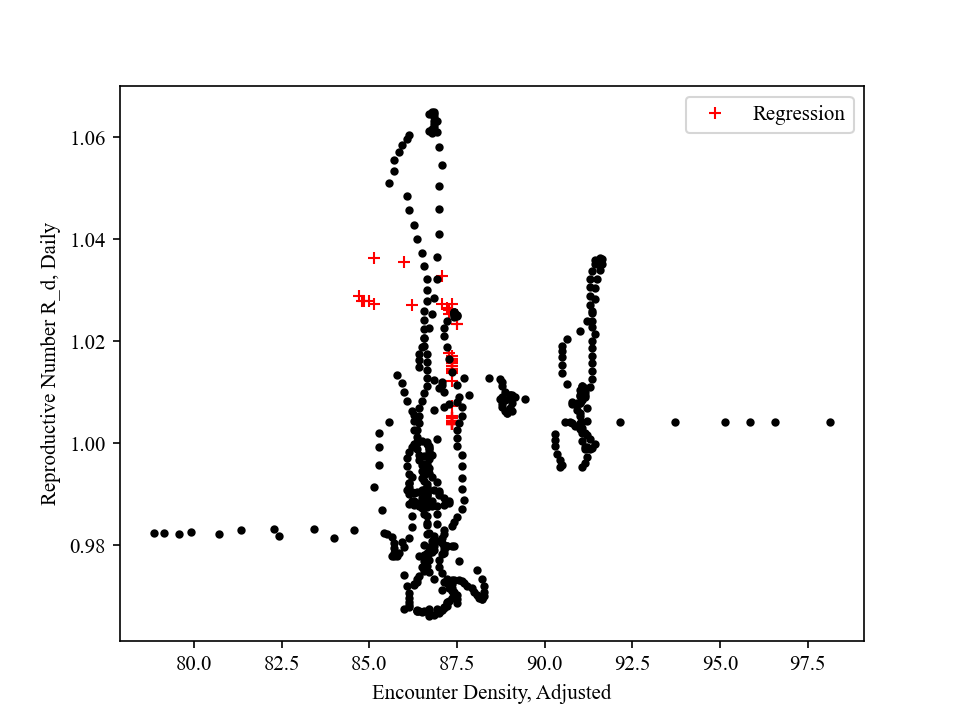 Regression
1.06
1.04
1.02
1.00
0.98
Reproductive Number R_d, Daily
80.0 82.5 85.0 87.5 90.0 92.5 95.0 97.5
Encounter Density, Adjusted